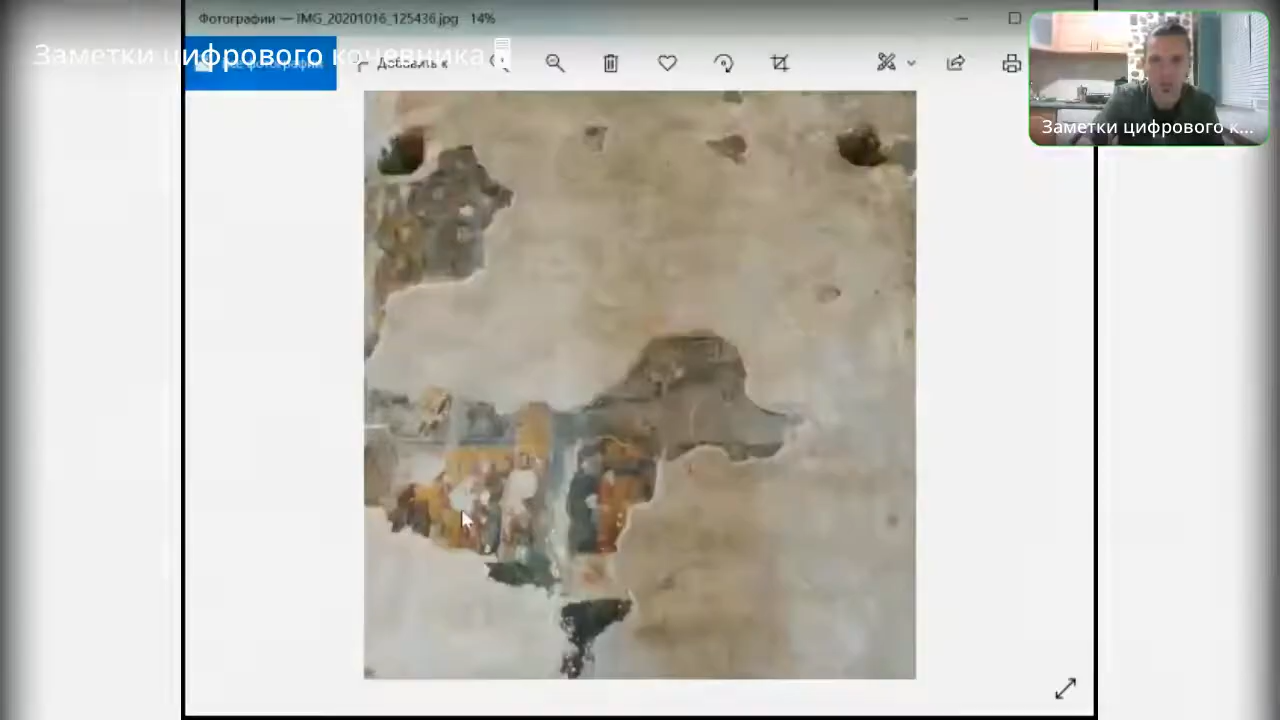 Фотографии — IMG_20201016_125436.jpg 14%
Заметки цифрового кочевника
Добавить к
Заметки цифрового к...